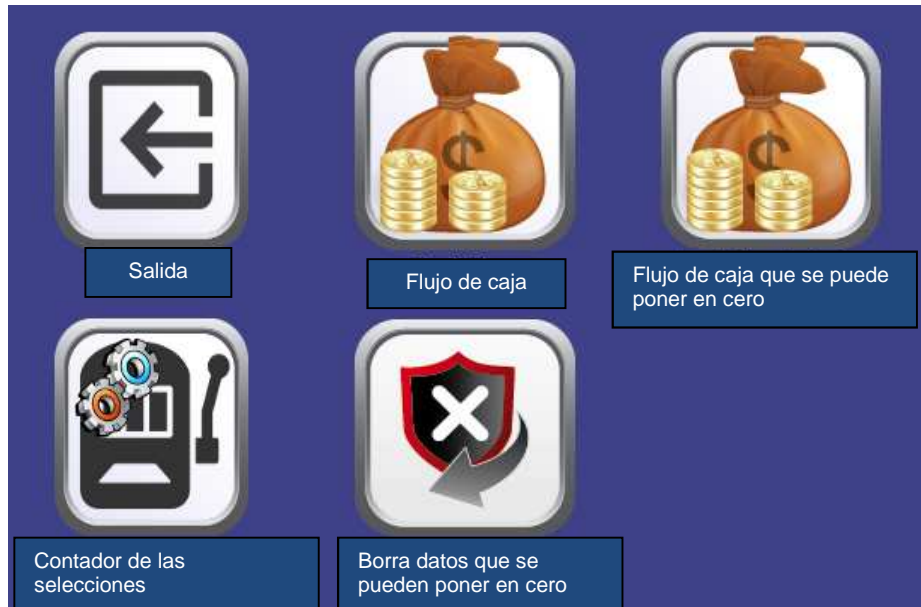 Salida
Flujo de caja
Flujo de caja que se puede
poner en cero
Contador de las
selecciones
Borra datos que se
pueden poner en cero